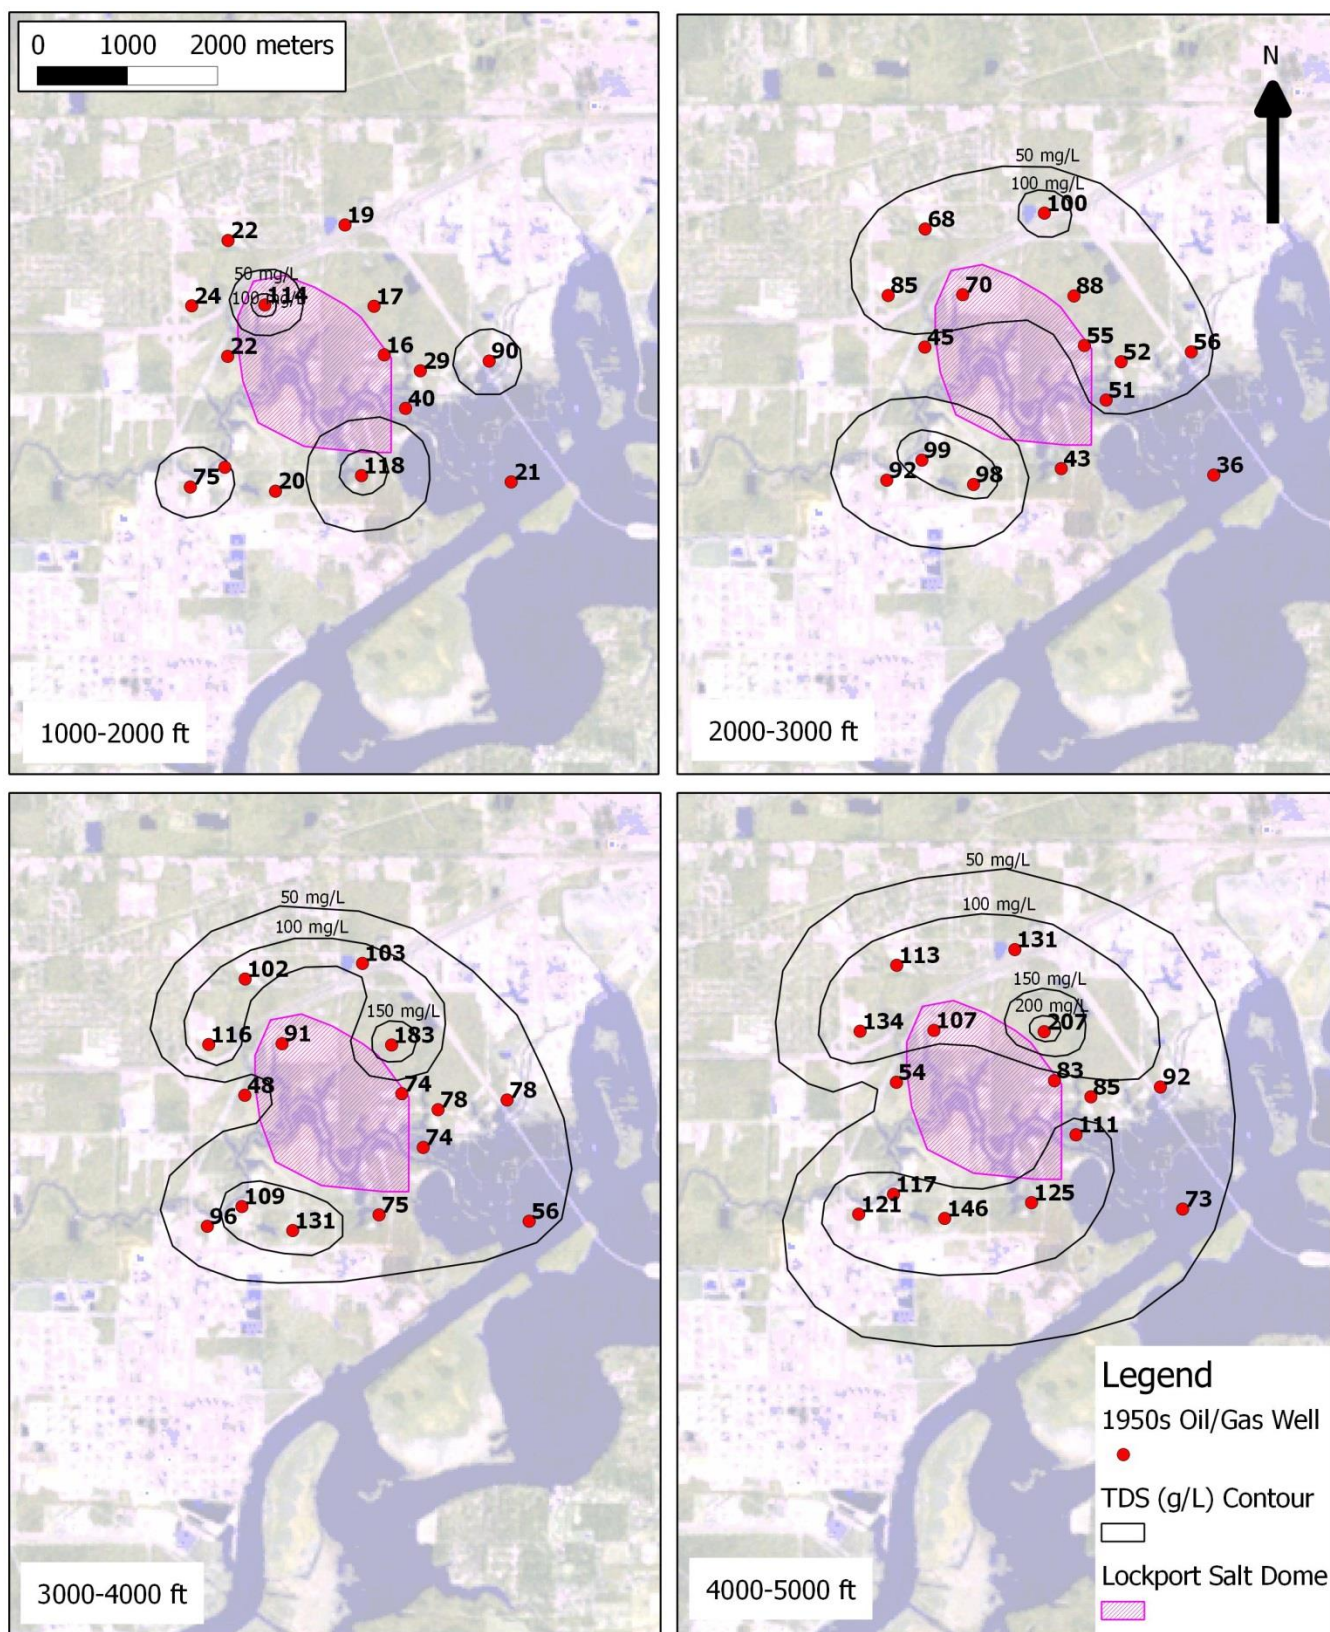 0 1000 2000 meters
N
22
19
50 mg/L
24
100 mg/L
114
17
22
16
29
90
40
75
20
118
21
1000-2000 ft
50 mg/L
100 mg/L
100
68
85
70
88
45
55
52
56
51
99
92
98
43
36
2000-3000 ft
50 mg/L
100 mg/L
103
102
150 mg/L
116
91
183
48
74
78
78
74
109
96
131
75
56
3000-4000 ft
50 mg/L
100 mg/L
131
113
150 mg/L
200 mg/L
134
107
207
54
83
85
92
111
117
121
146
125
73
4000-5000 ft
Legend
1950s Oil/Gas Well
TDS (g/L) Contour
Lockport Salt Dome